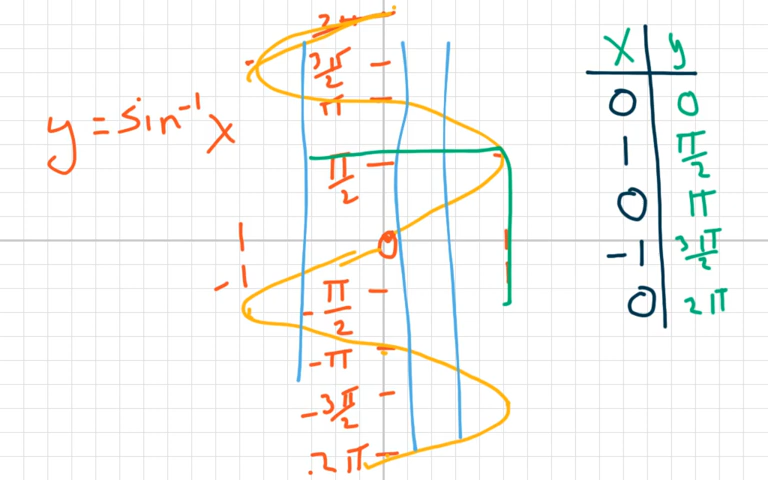 2π
3π/2
π
y = sin⁻¹ x
π/2
0
1
-1
1
-π/2
-π
-3π/2
.2π
x y
0 0
1 π/2
0 π
-1 3π/2
0 2π